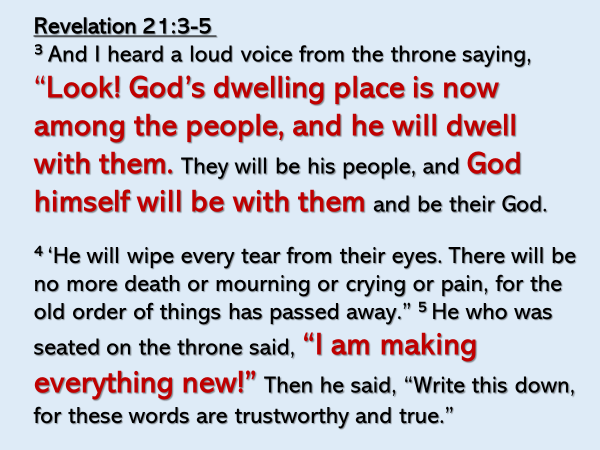 Revelation 21:3-5
³ And I heard a loud voice from the throne saying,
“Look! God’s dwelling place is now
among the people, and he will dwell
with them. They will be his people, and God
himself will be with them and be their God.
⁴ ‘He will wipe every tear from their eyes. There will be
no more death or mourning or crying or pain, for the
old order of things has passed away.” ⁵ He who was
seated on the throne said, “I am making
everything new!” Then he said, “Write this down,
for these words are trustworthy and true.”